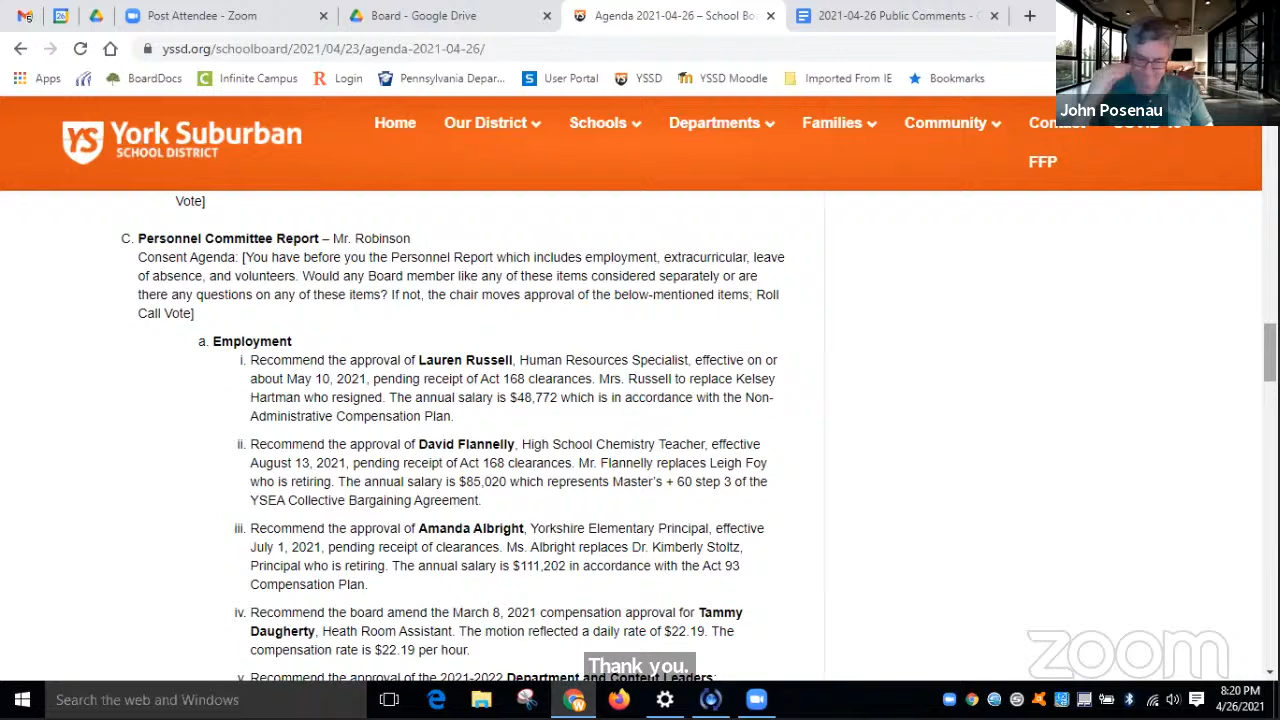 Post Attendee - Zoom
Board - Google Drive
Agenda 2021-04-26 – School Bo
2021-04-26 Public Comments -
yssd.org/schoolboard/2021/04/23/agenda-2021-04-26/
Apps
BoardDocs
Infinite Campus
Login
Pennsylvania Depar...
User Portal
YSSD
YSSD Moodle
Imported From IE
Bookmarks
John Posenau
YS York Suburban
SCHOOL DISTRICT
Home
Our District
Schools
Departments
Families
Community
FFP
Vote]
C. Personnel Committee Report – Mr. Robinson
Consent Agenda: [You have before you the Personnel Report which includes employment, extracurricular, leave
of absence, and volunteers. Would any Board member like any of these items considered separately or are
there any questions on any of these items? If not, the chair moves approval of the below-mentioned items; Roll
Call Vote]
a. Employment
i. Recommend the approval of Lauren Russell, Human Resources Specialist, effective on or
about May 10, 2021, pending receipt of Act 168 clearances. Mrs. Russell to replace Kelsey
Hartman who resigned. The annual salary is $48,772 which is in accordance with the Non-
Administrative Compensation Plan.
ii. Recommend the approval of David Flannelly, High School Chemistry Teacher, effective
August 13, 2021, pending receipt of Act 168 clearances. Mr. Flannelly replaces Leigh Foy
who is retiring. The annual salary is $85,020 which represents Master's + 60 step 3 of the
YSEA Collective Bargaining Agreement.
iii. Recommend the approval of Amanda Albright, Yorkshire Elementary Principal, effective
July 1, 2021, pending receipt of clearances. Ms. Albright replaces Dr. Kimberly Stoltz,
Principal who is retiring. The annual salary is $111,202 in accordance with the Act 93
Compensation Plan.
iv. Recommend the board amend the March 8, 2021 compensation approval for Tammy
Daugherty, Heath Room Assistant. The motion reflected a daily rate of $22.19. The
compensation rate is $22.19 per hour.
v. Recommend the approval of the 2021-2022 Department and Content Leaders:
Thank you.
zoom
Search the web and Windows
8:20 PM
4/26/2021